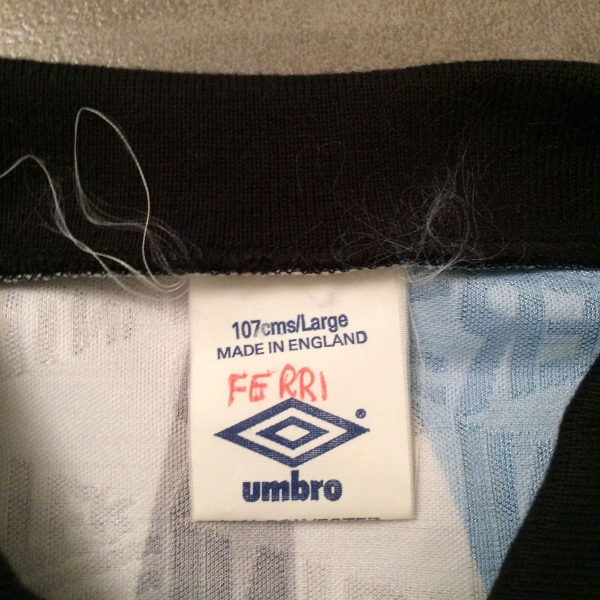 107cms/Large
MADE IN ENGLAND
FERRI
®
umbro